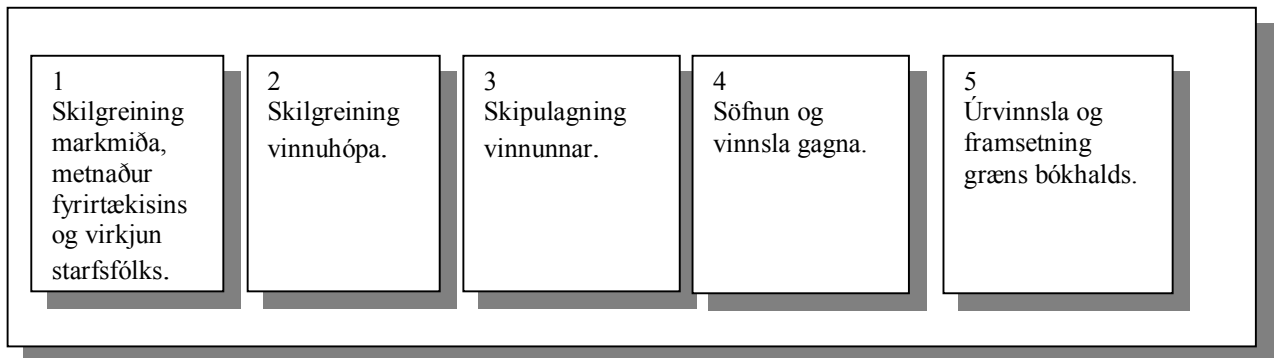 1
Skilgreining
markmiða,
metnaður
fyrirtækisins
og virkjun
starfsfólks.
2
Skilgreining
vinnuhópa.
3
Skipulagning
vinnunnar.
4
Söfnun og
vinnsla gagna.
5
Úrvinnsla og
framsetning
græns bókhalds.